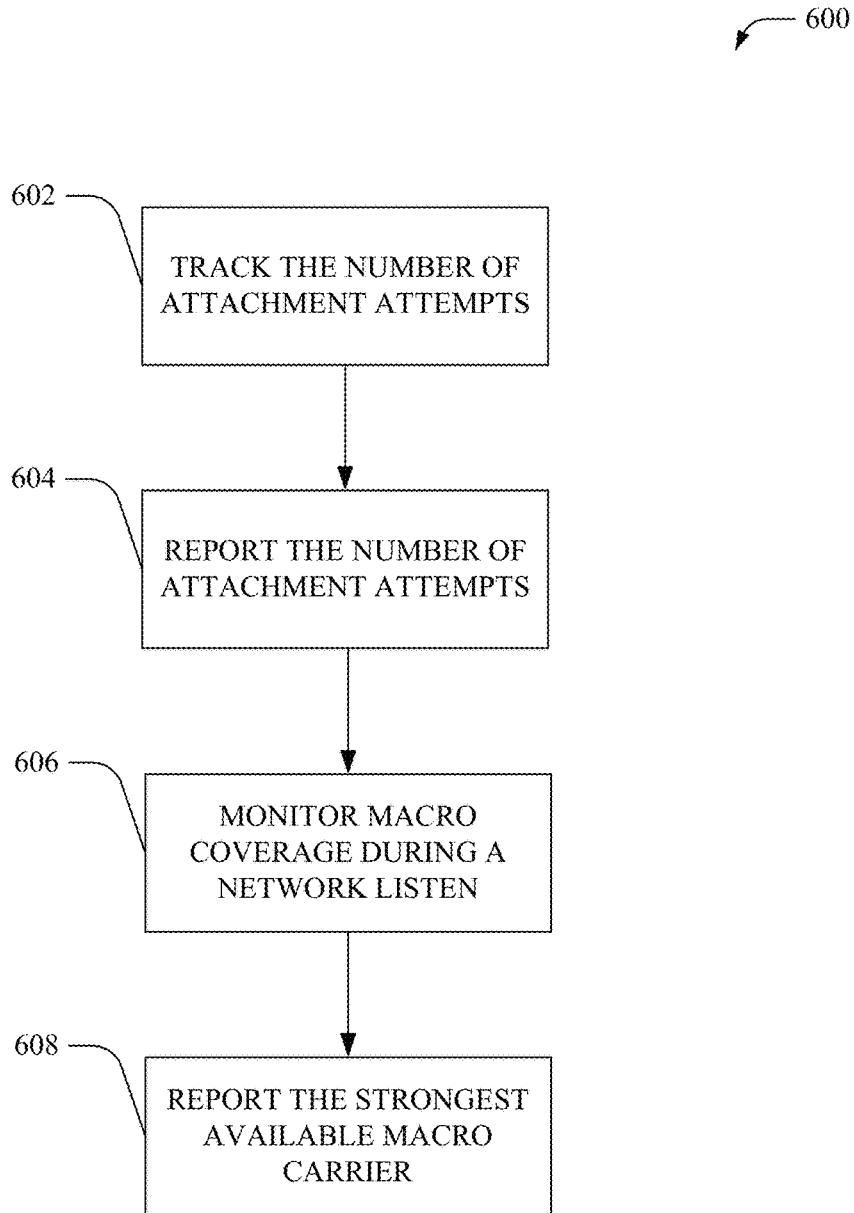 600
602
TRACK THE NUMBER OF
ATTACHMENT ATTEMPTS
604
REPORT THE NUMBER OF
ATTACHMENT ATTEMPTS
606
MONITOR MACRO
COVERAGE DURING A
NETWORK LISTEN
608
REPORT THE STRONGEST
AVAILABLE MACRO
CARRIER